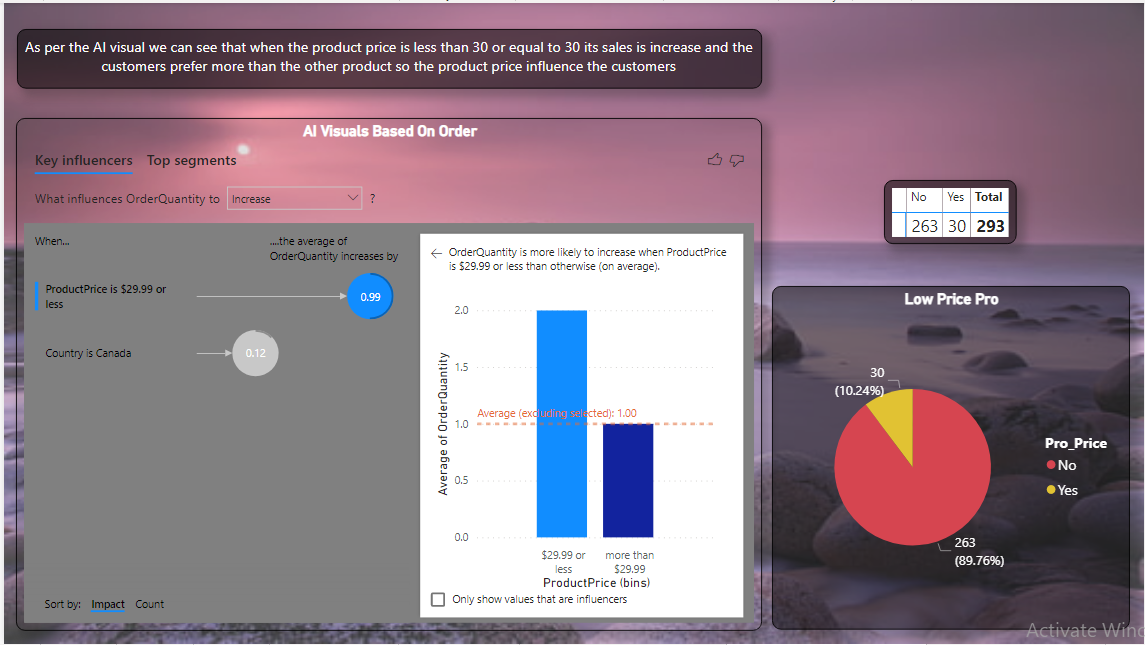 As per the AI visual we can see that when the product price is less than 30 or equal to 30 its sales is increase and the
customers prefer more than the other product so the product price influence the customers
AI Visuals Based On Order
Key influencers Top segments
What influences OrderQuantity to Increase ?
When...
....the average of
OrderQuantity increases by
ProductPrice is $29.99 or
less
0.99
Country is Canada
0.12
Sort by: Impact Count
← OrderQuantity is more likely to increase when ProductPrice
is $29.99 or less than otherwise (on average).
Average of OrderQuantity
2.0
1.5
1.0
0.5
0.0
Average (excluding selected): 1.00
$29.99 or
less
more than
$29.99
ProductPrice (bins)
Only show values that are influencers
No Yes Total
263 30 293
Low Price Pro
30
(10.24%)
263
(89.76%)
Pro_Price
No
Yes
Activate Wind